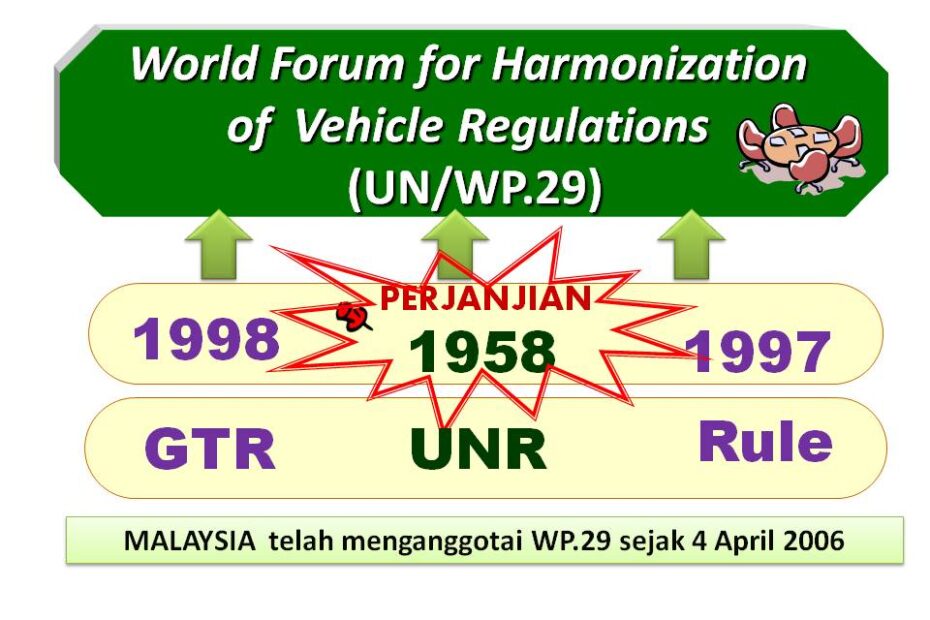 World Forum for Harmonization
of Vehicle Regulations
(UN/WP.29)
PERJANJIAN
1998 1958 1997
GTR UNR Rule
MALAYSIA telah menganggotai WP.29 sejak 4 April 2006